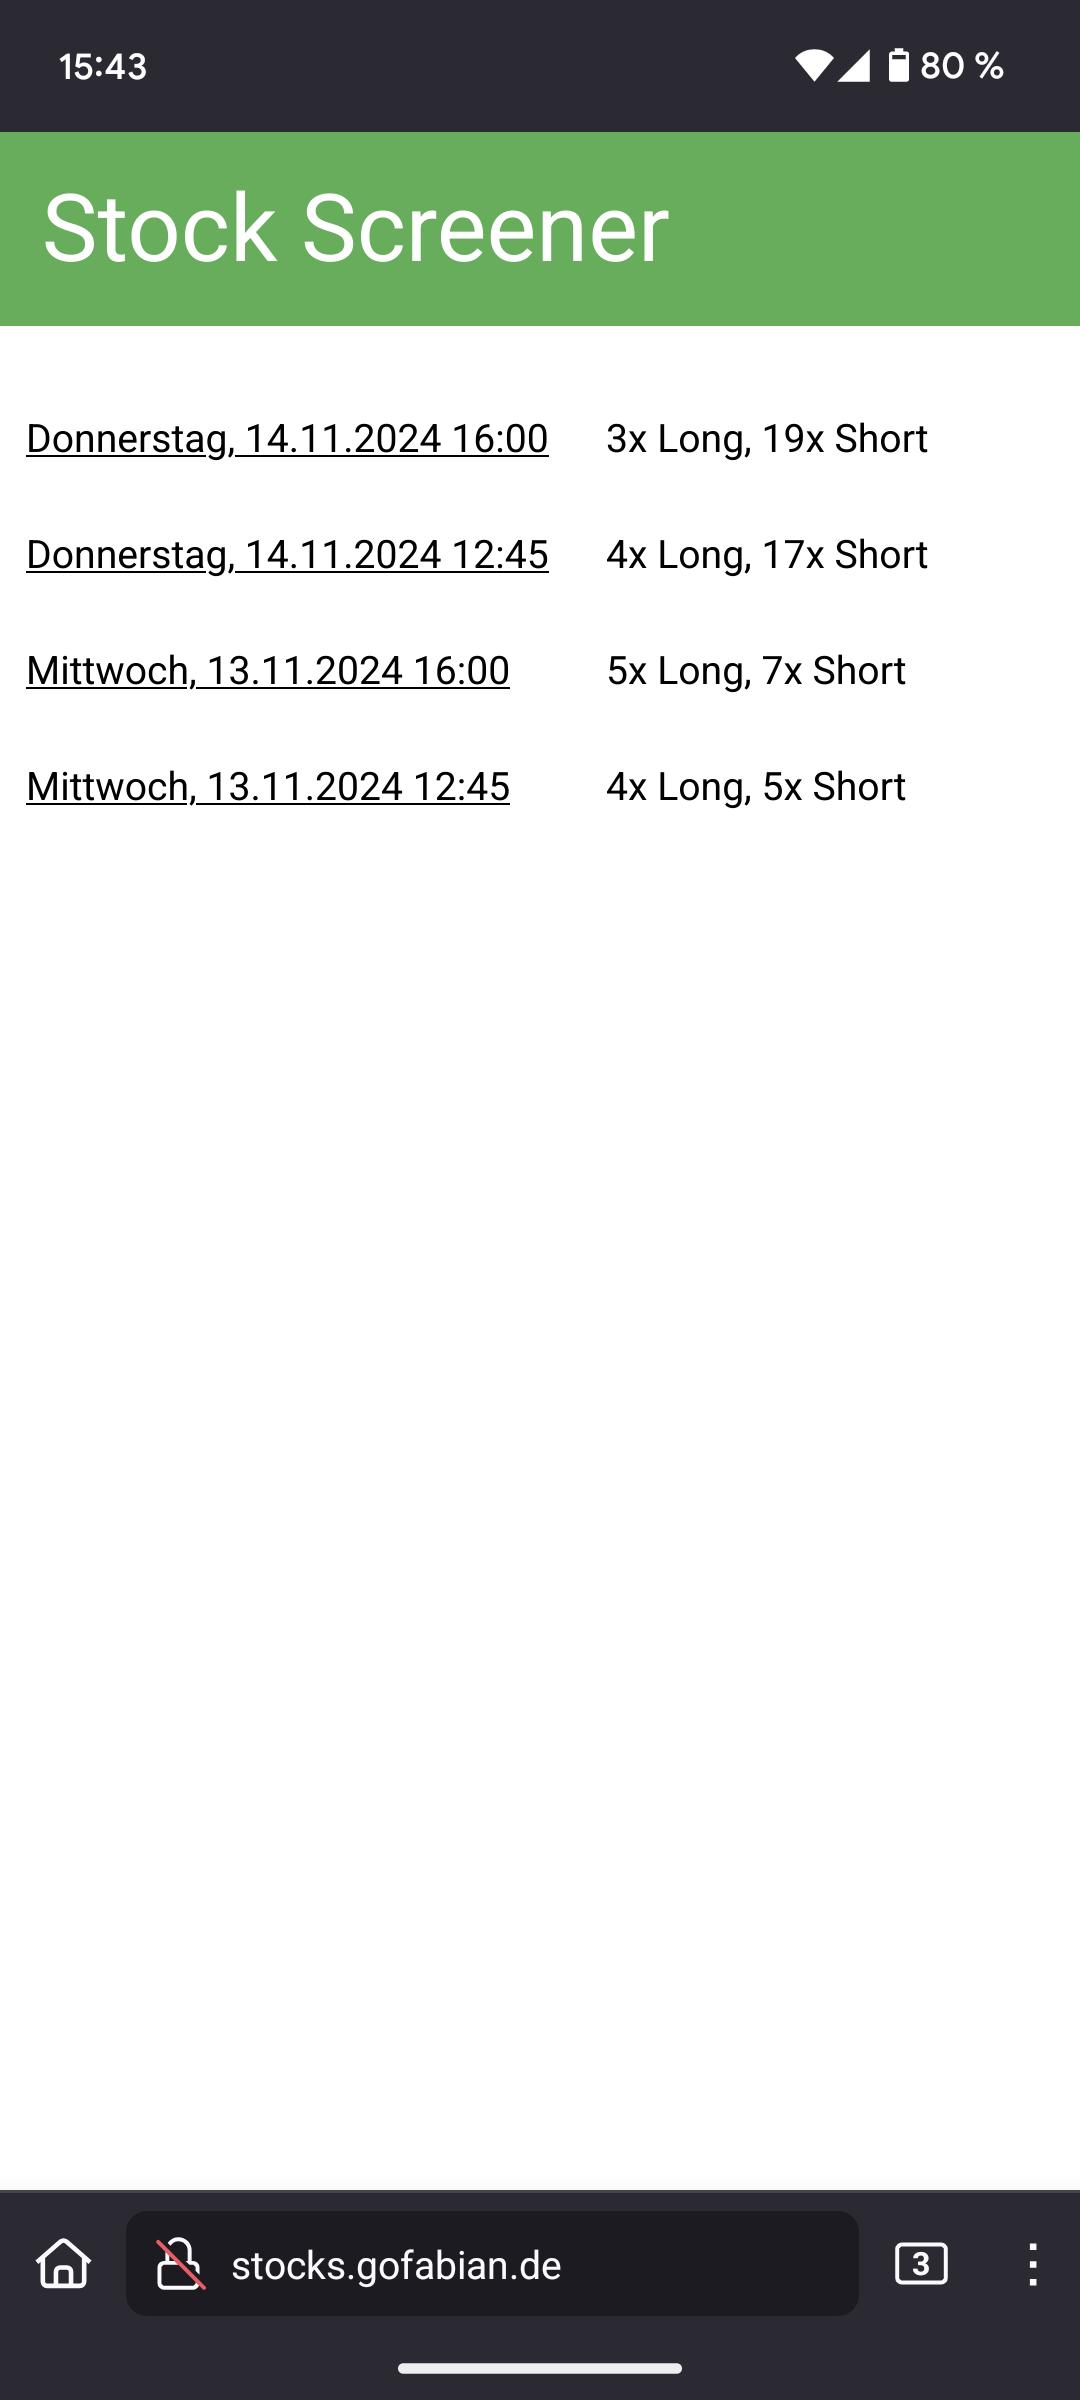 15:43
80 %
Stock Screener
Donnerstag, 14.11.2024 16:00 3x Long, 19x Short
Donnerstag, 14.11.2024 12:45 4x Long, 17x Short
Mittwoch, 13.11.2024 16:00 5x Long, 7x Short
Mittwoch, 13.11.2024 12:45 4x Long, 5x Short
stocks.gofabian.de
3